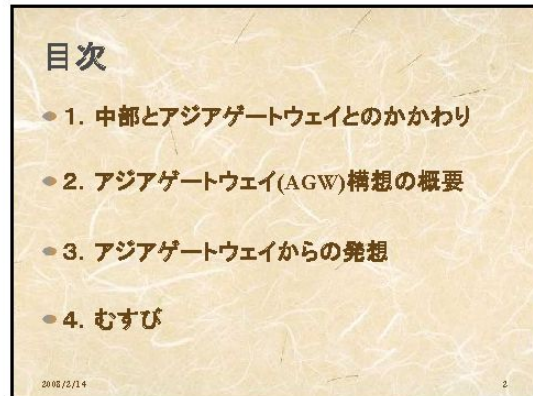 目次
1. 中部とアジアゲートウェイとのかかわり
2. アジアゲートウェイ(AGW)構想の概要
3. アジアゲートウェイからの発想
4. むすび
2008/2/14
2